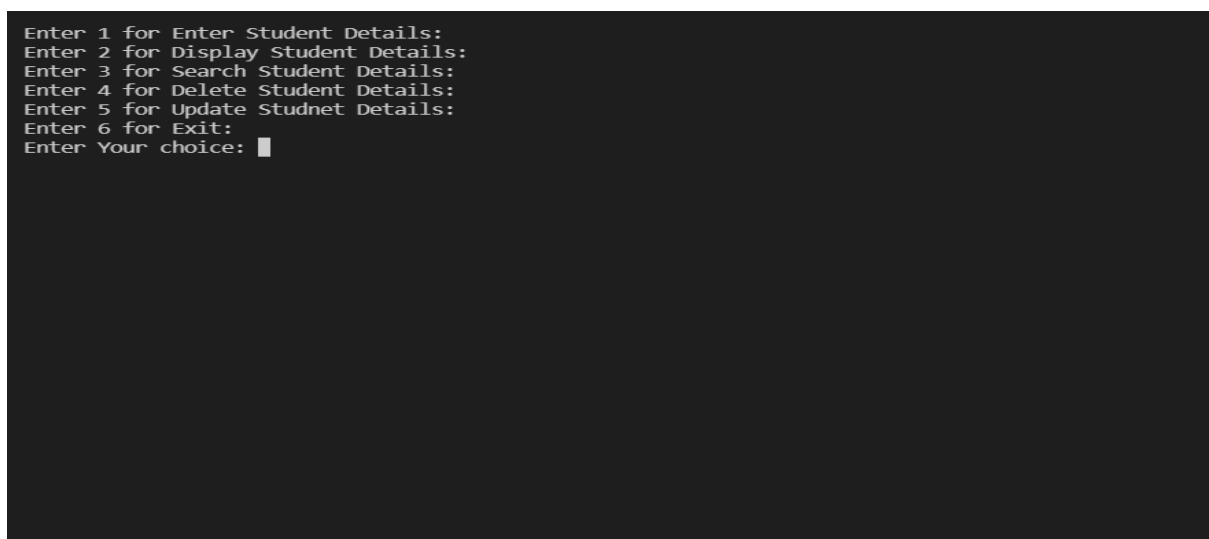 Enter 1 for Enter Student Details:
Enter 2 for Display Student Details:
Enter 3 for Search Student Details:
Enter 4 for Delete Student Details:
Enter 5 for Update Studnet Details:
Enter 6 for Exit:
Enter Your choice: